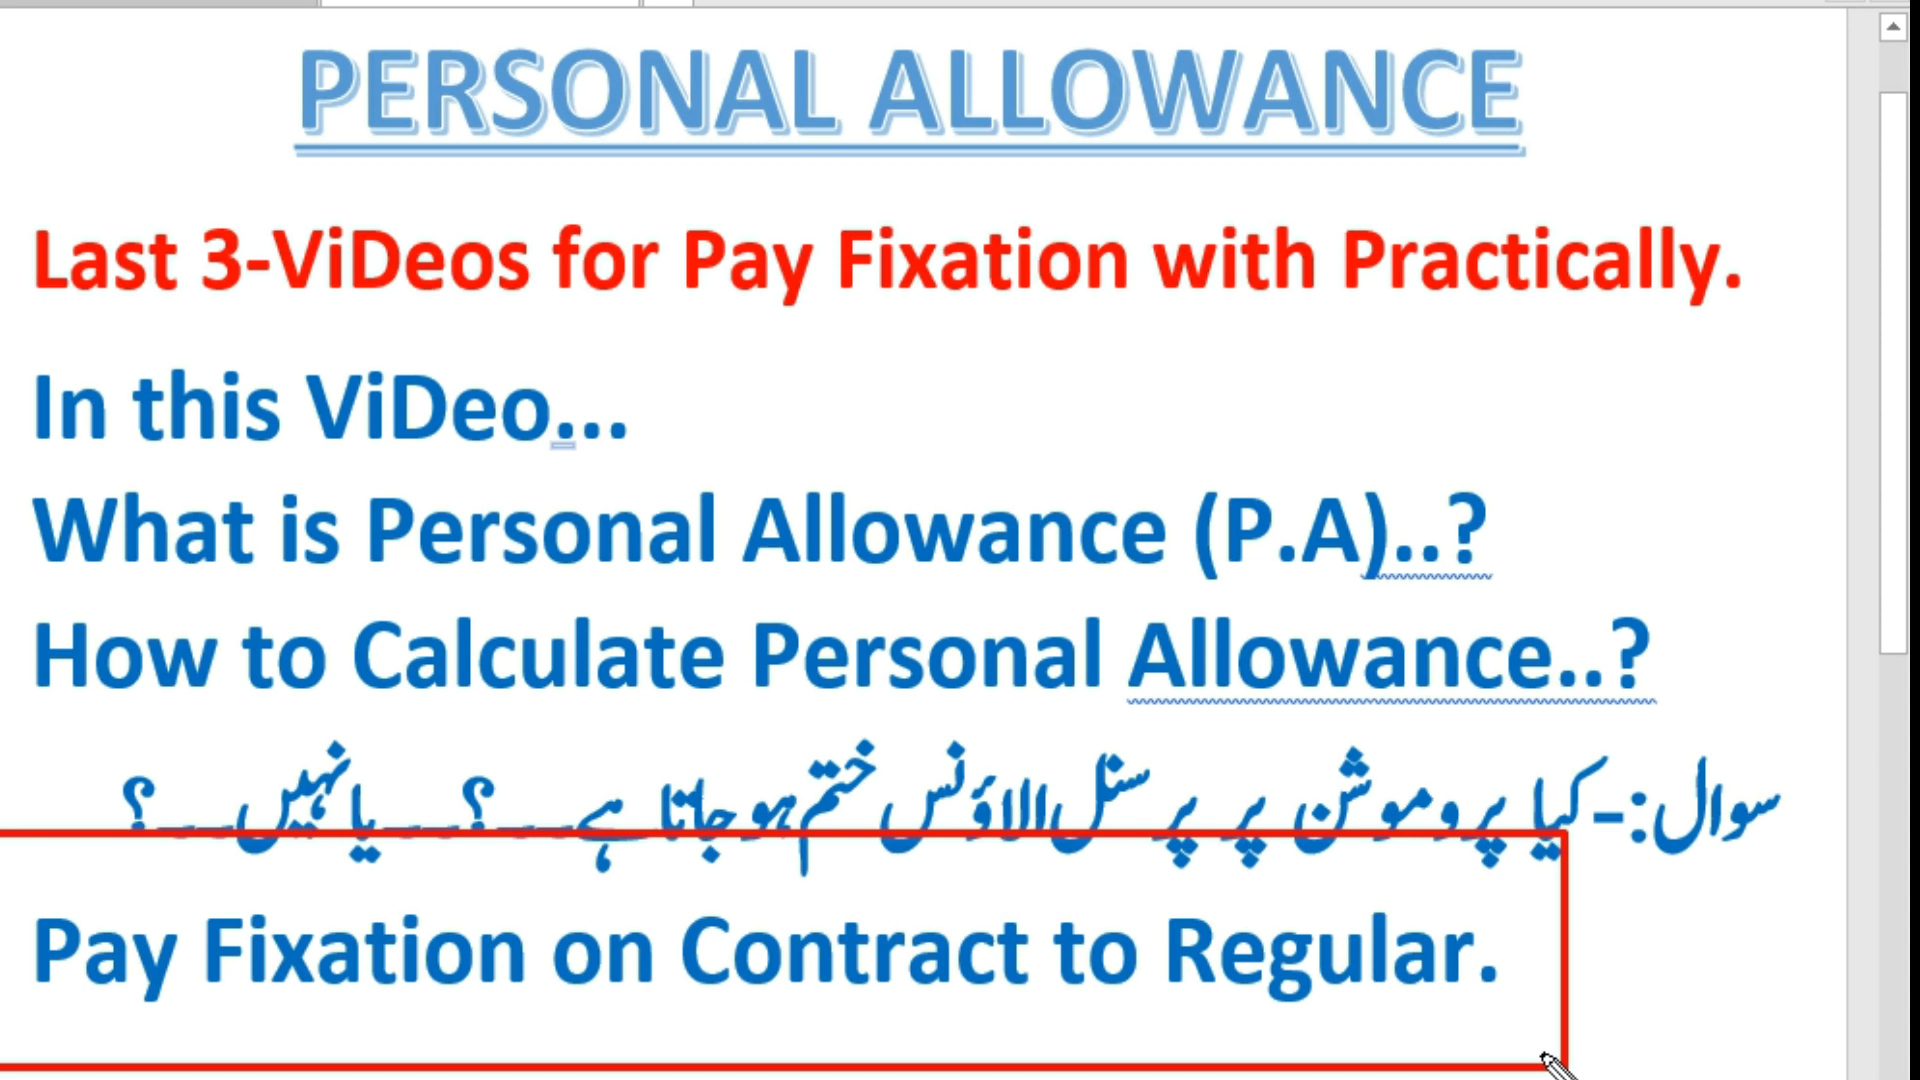 PERSONAL ALLOWANCE
Last 3-ViDeos for Pay Fixation with Practically.
In this ViDeo...
What is Personal Allowance (P.A)..?
How to Calculate Personal Allowance..?
سوال:-کیا پروموشن پر پرسنل الاؤنس ختم ہو جاتا ہے۔۔۔؟۔۔۔یا نہیں۔۔۔؟
Pay Fixation on Contract to Regular.